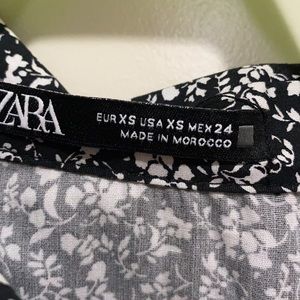 ZARA
EUR XS USA XS MEX 24
MADE IN MOROCCO